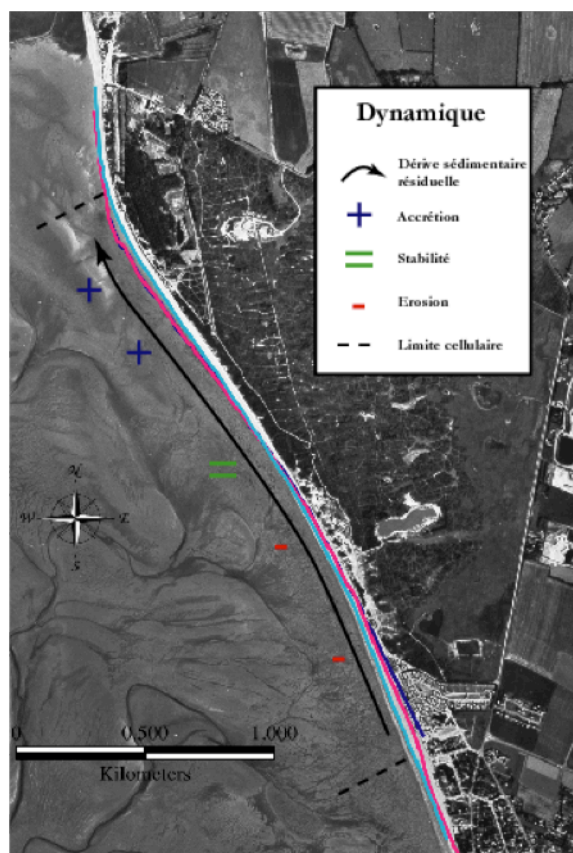 Dynamique
Dérive sédimentaire
résiduelle
Accrétion
Stabilité
Erosion
Limite cellulaire
N
W
E
S
0 0.500 1.000
Kilometers